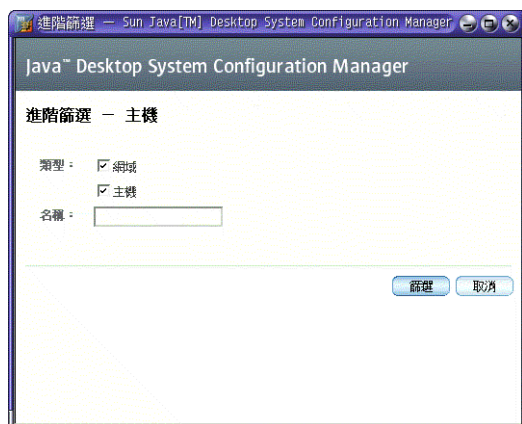 進階篩選 — Sun Java[TM] Desktop System Configuration Manager
Java™ Desktop System Configuration Manager
進階篩選 — 主機
類型： 網域
主機
名稱：
篩選 取消